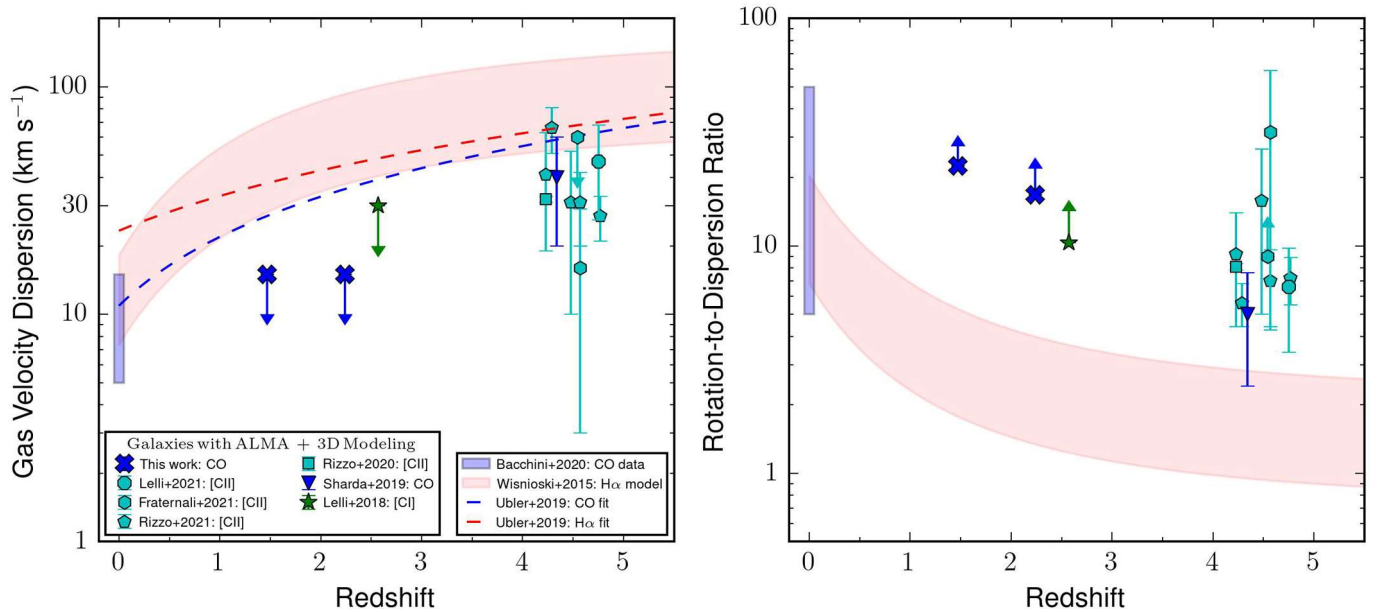 Gas Velocity Dispersion (km s⁻¹)
100
30
10
1
Galaxies with ALMA + 3D Modeling
This work: CO
Lelli+2021: [CII]
Fraternali+2021: [CII]
Rizzo+2021: [CII]
Rizzo+2020: [CII]
Sharda+2019: CO
Lelli+2018: [CI]
Bacchini+2020: CO data
Wisnioski+2015: Hα model
Ubler+2019: CO fit
Ubler+2019: Hα fit
0 1 2 3 4 5
Redshift
Rotation-to-Dispersion Ratio
100
10
1
0 1 2 3 4 5
Redshift